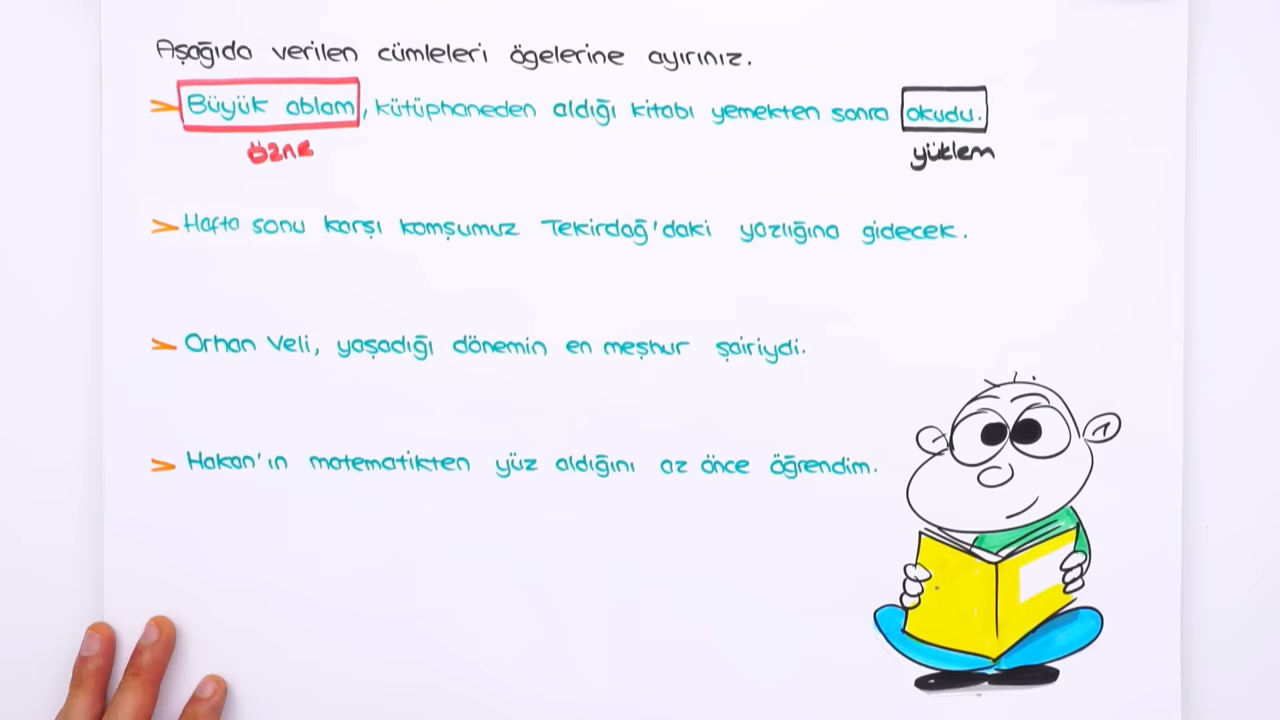 Aşağıda verilen cümleleri ögelerine ayırınız.
➤ Büyük ablam, kütüphaneden aldığı kitabı yemekten sonra okudu.
özne yüklem
➤ Hafta sonu karşı komşumuz Tekirdağ'daki yazlığına gidecek.
➤ Orhan Veli, yaşadığı dönemin en meşhur şairiydi.
➤ Hakan'ın matematikten yüz aldığını az önce öğrendim.